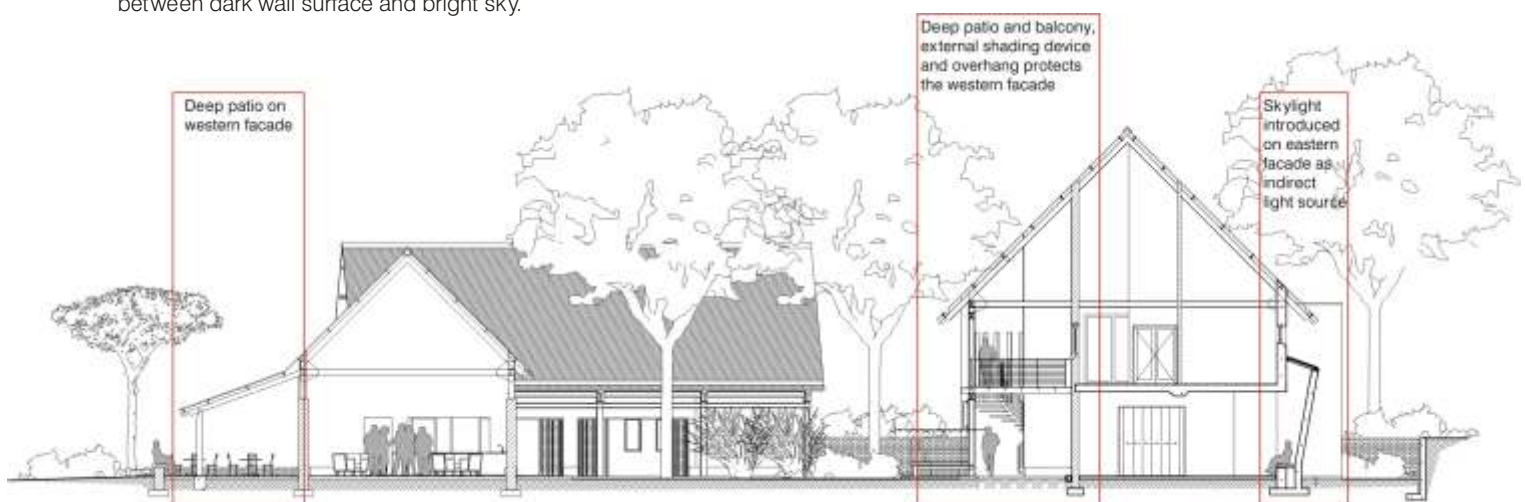 between dark wall surface and bright sky.
Deep patio on
western facade
Deep patio and balcony,
external shading device
and overhang protects
the western facade
Skylight
introduced
on eastern
facade as
indirect
light source